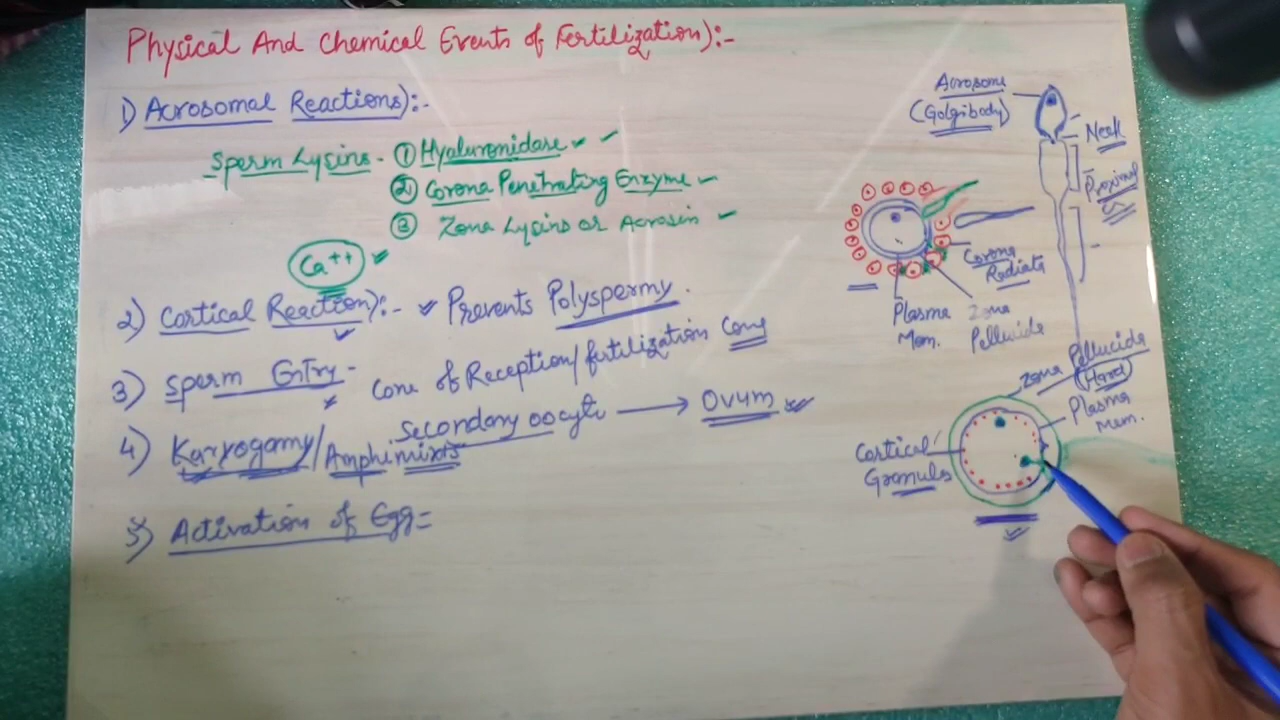 Physical And Chemical Events of Fertilization):-
1) Acrosomal Reactions):-
Sperm Lysins - ① Hyaluronidase
② Corona Penetrating Enzyme
③ Zona Lysins or Acrosin
Ca++
2) Cortical Reaction):- Prevents Polyspermy.
3) Sperm Entry - Cone of Reception/fertilization Cone
Secondary oocyte → Ovum
4) Karyogamy/Amphimixis
5) Activation of Egg=
Acrosome
(Golgibody)
Neck
Proximal
Corona
Radiata
Plasma
Mem.
Zona
Pellucida
Zona Pellucida
(Hard)
Plasma
Mem.
Cortical
Granuls